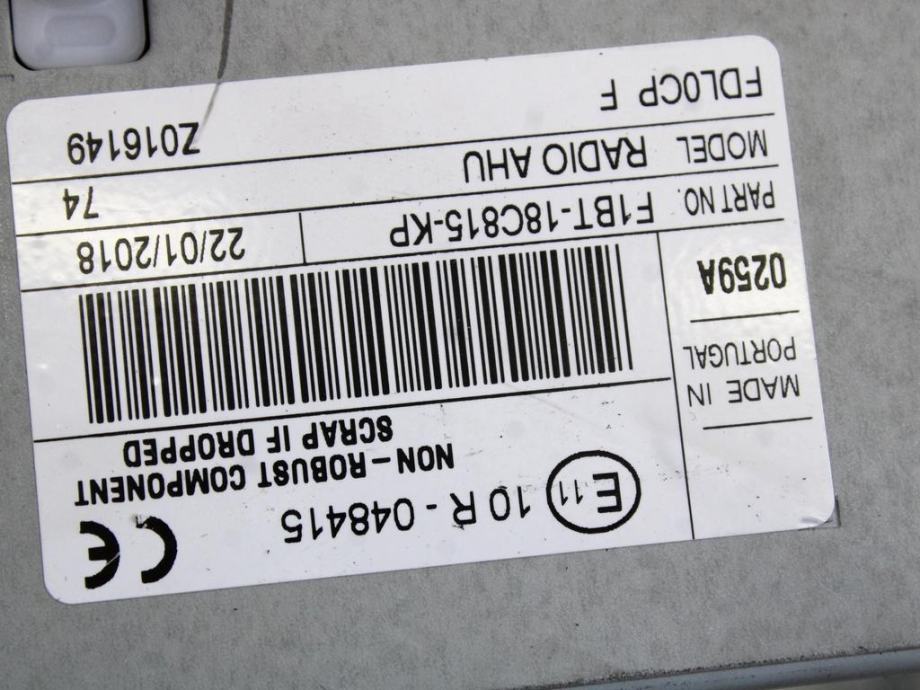 E11 10 R - 048415 CE
NON-ROBUST COMPONENT
SCRAP IF DROPPED
MADE IN
PORTUGAL
0259A
PART NO. F1BT-18C815-KP 22/01/2018
MODEL RADIO AHU 74
FDL0CP F Z016149